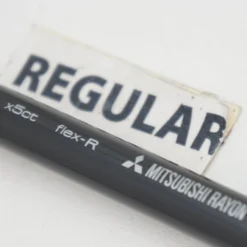 REGULAR
x5ct flex-R MITSUBISHI RAYON